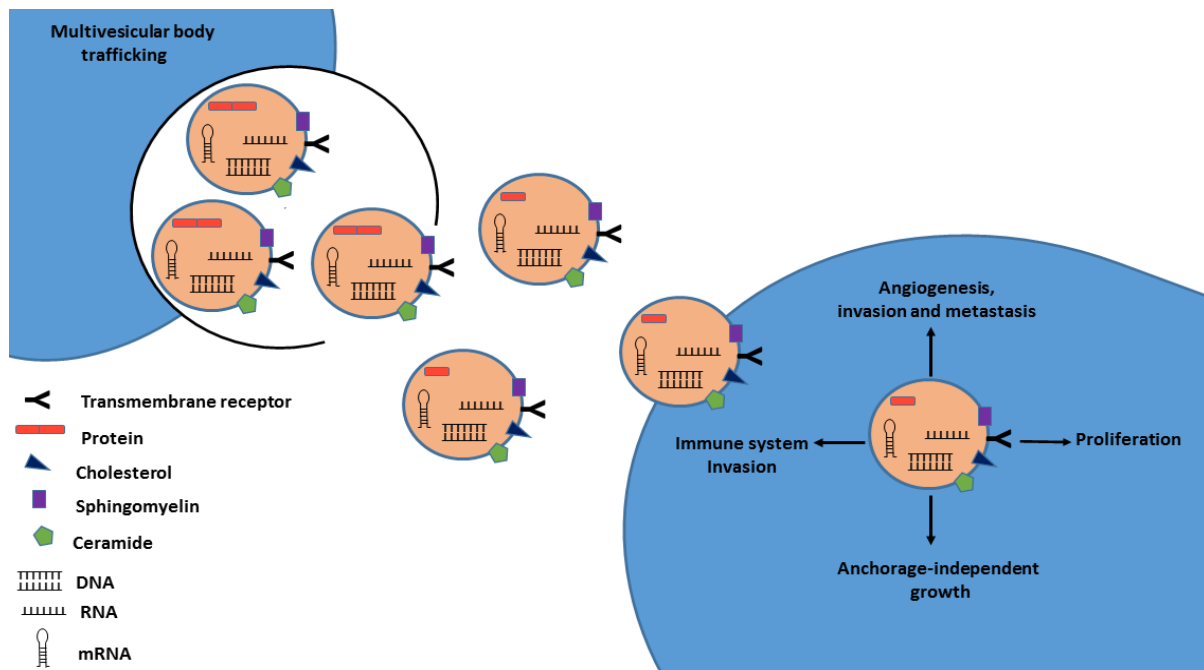 Multivesicular body
trafficking
Angiogenesis,
invasion and metastasis
Immune system
Invasion
Proliferation
Anchorage-independent
growth
Transmembrane receptor
Protein
Cholesterol
Sphingomyelin
Ceramide
DNA
RNA
mRNA